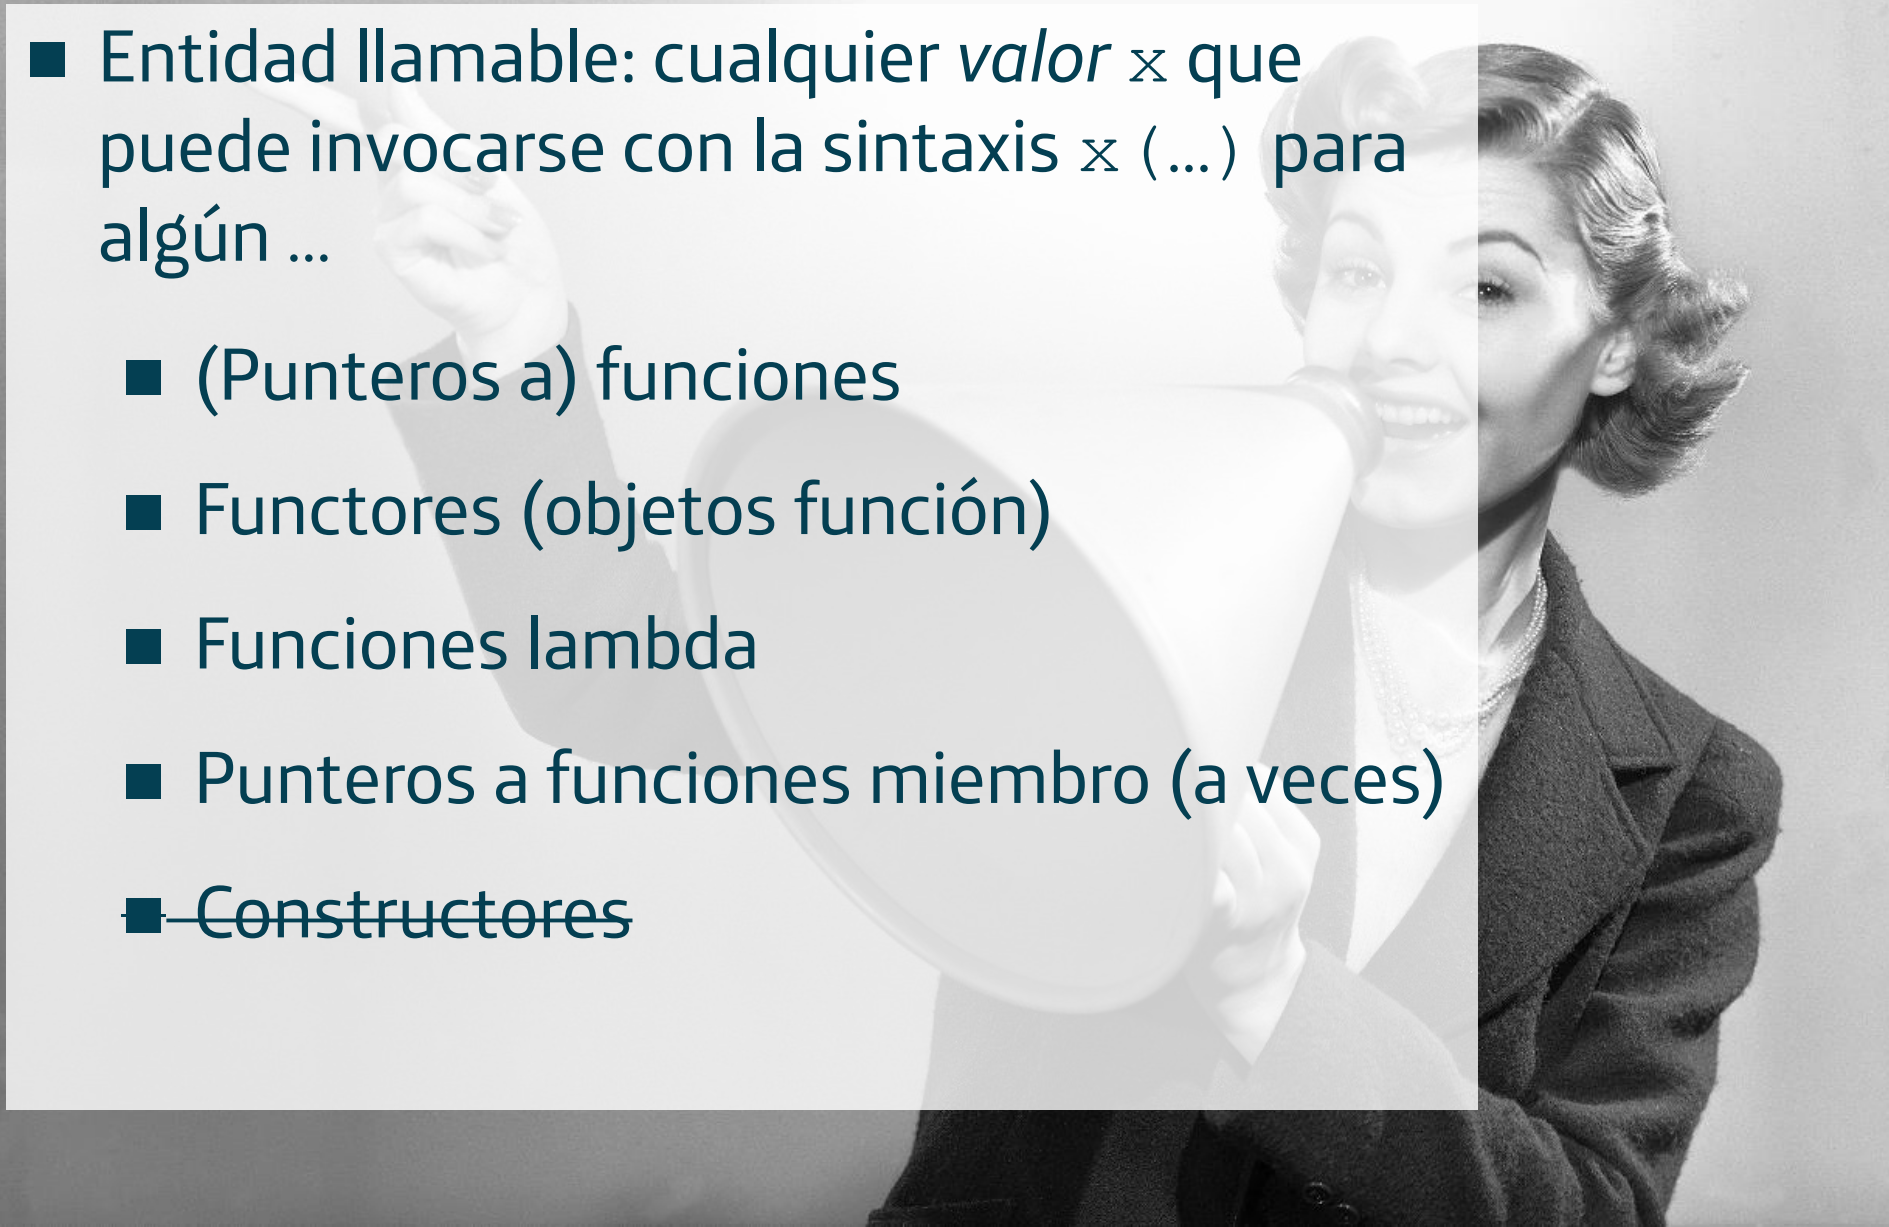 ■ Entidad llamable: cualquier valor x que
puede invocarse con la sintaxis x(…) para
algún …
■ (Punteros a) funciones
■ Functores (objetos función)
■ Funciones lambda
■ Punteros a funciones miembro (a veces)
■ Constructores